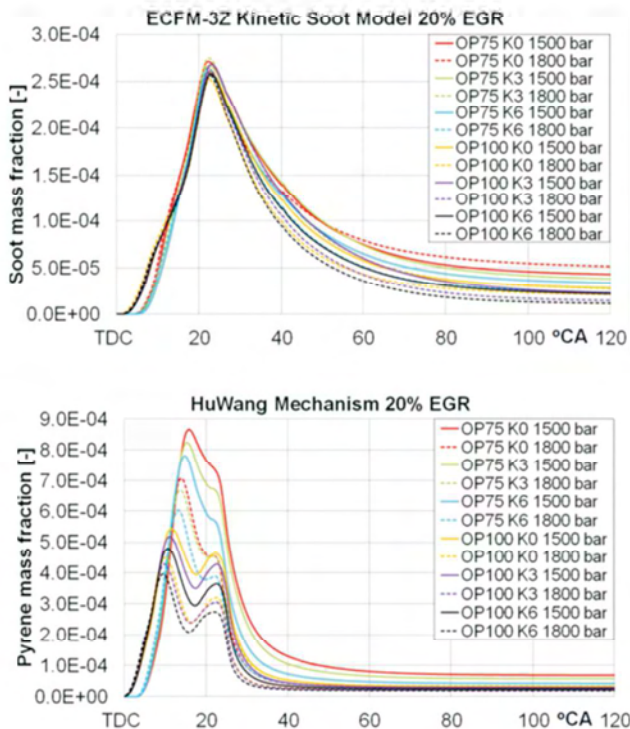 ECFM-3Z Kinetic Soot Model 20% EGR
Soot mass fraction [-]
3.0E-04
2.5E-04
2.0E-04
1.5E-04
1.0E-04
5.0E-05
0.0E+00
OP75 K0 1500 bar
OP75 K0 1800 bar
OP75 K3 1500 bar
OP75 K3 1800 bar
OP75 K6 1500 bar
OP75 K6 1800 bar
OP100 K0 1500 bar
OP100 K0 1800 bar
OP100 K3 1500 bar
OP100 K3 1800 bar
OP100 K6 1500 bar
OP100 K6 1800 bar
TDC 20 40 60 80 100 ºCA 120
HuWang Mechanism 20% EGR
Pyrene mass fraction [-]
9.0E-04
8.0E-04
7.0E-04
6.0E-04
5.0E-04
4.0E-04
3.0E-04
2.0E-04
1.0E-04
0.0E+00
OP75 K0 1500 bar
OP75 K0 1800 bar
OP75 K3 1500 bar
OP75 K3 1800 bar
OP75 K6 1500 bar
OP75 K6 1800 bar
OP100 K0 1500 bar
OP100 K0 1800 bar
OP100 K3 1500 bar
OP100 K3 1800 bar
OP100 K6 1500 bar
OP100 K6 1800 bar
TDC 20 40 60 80 100 ºCA 120